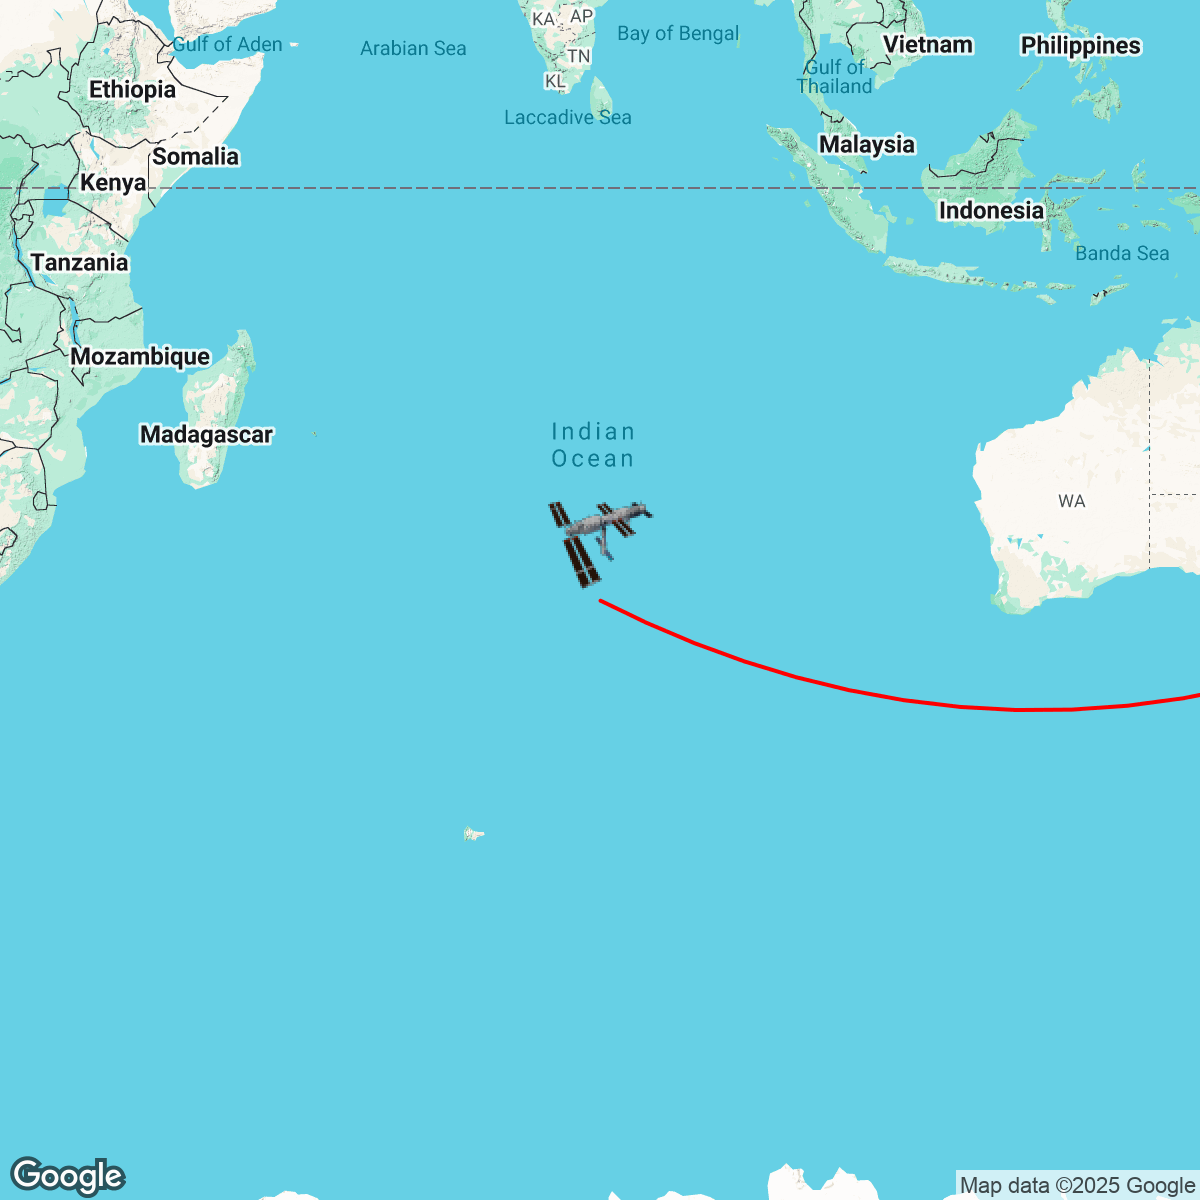 KA
AP
Gulf of Aden
Arabian Sea
Bay of Bengal
Vietnam
Philippines
TN
KL
Gulf of
Thailand
Ethiopia
Laccadive Sea
Malaysia
Somalia
Kenya
Indonesia
Tanzania
Banda Sea
Mozambique
Madagascar
Indian
Ocean
WA
Google
Map data ©2025 Google